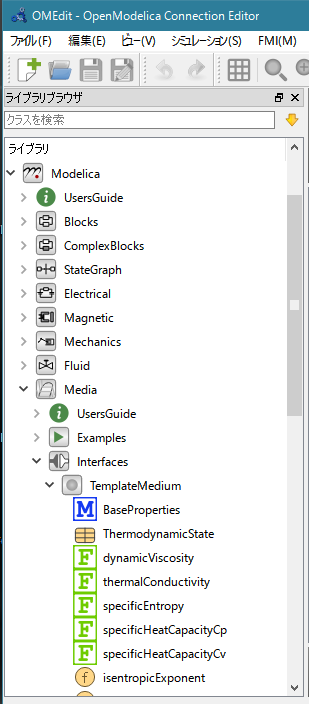 OMEdit - OpenModelica Connection Editor
ファイル(F) 編集(E) ビュー(V) シミュレーション(S) FMI(M)
ライブラリブラウザ
クラスを検索
ライブラリ
Modelica
i UsersGuide
Blocks
ComplexBlocks
StateGraph
Electrical
Magnetic
Mechanics
Fluid
Media
i UsersGuide
Examples
Interfaces
TemplateMedium
M BaseProperties
ThermodynamicState
F dynamicViscosity
F thermalConductivity
F specificEntropy
F specificHeatCapacityCp
F specificHeatCapacityCv
f isentropicExponent